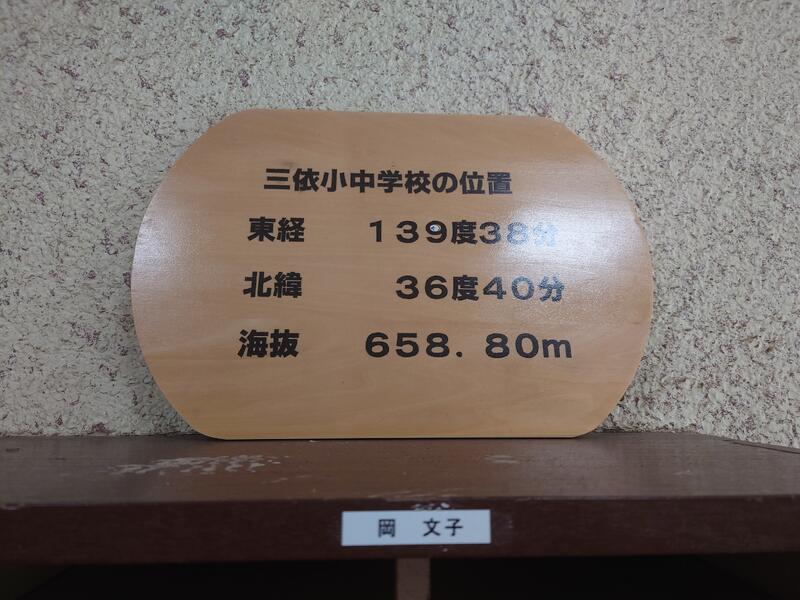 三依小中学校の位置
東経 １３９度３８分
北緯 ３６度４０分
海抜 ６５８．８０ｍ
岡 文子